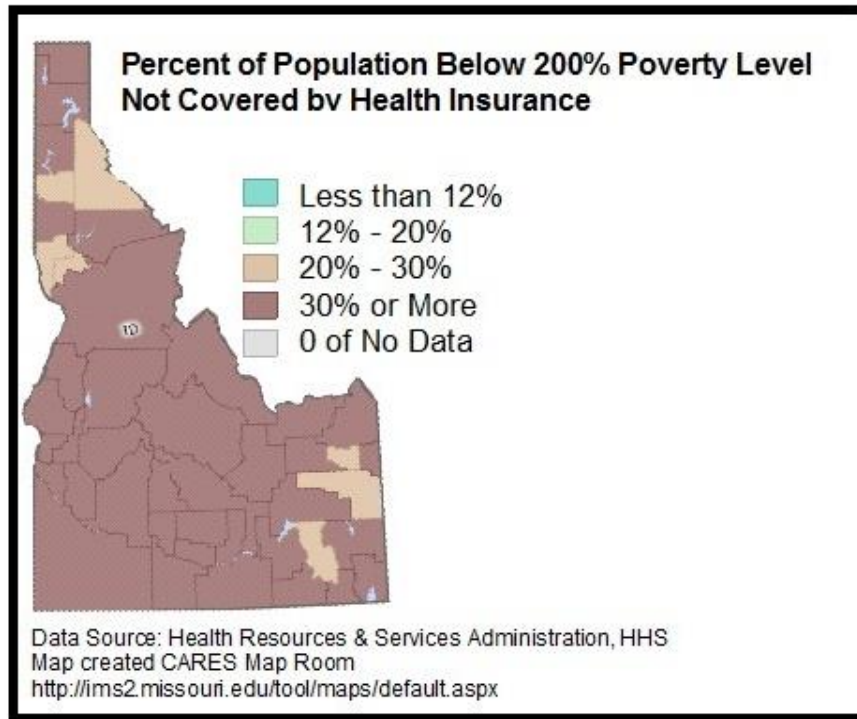 Percent of Population Below 200% Poverty Level
Not Covered by Health Insurance
Less than 12%
12% - 20%
20% - 30%
30% or More
0 of No Data
ID
Data Source: Health Resources & Services Administration, HHS
Map created CARES Map Room
http://ims2.missouri.edu/tool/maps/default.aspx